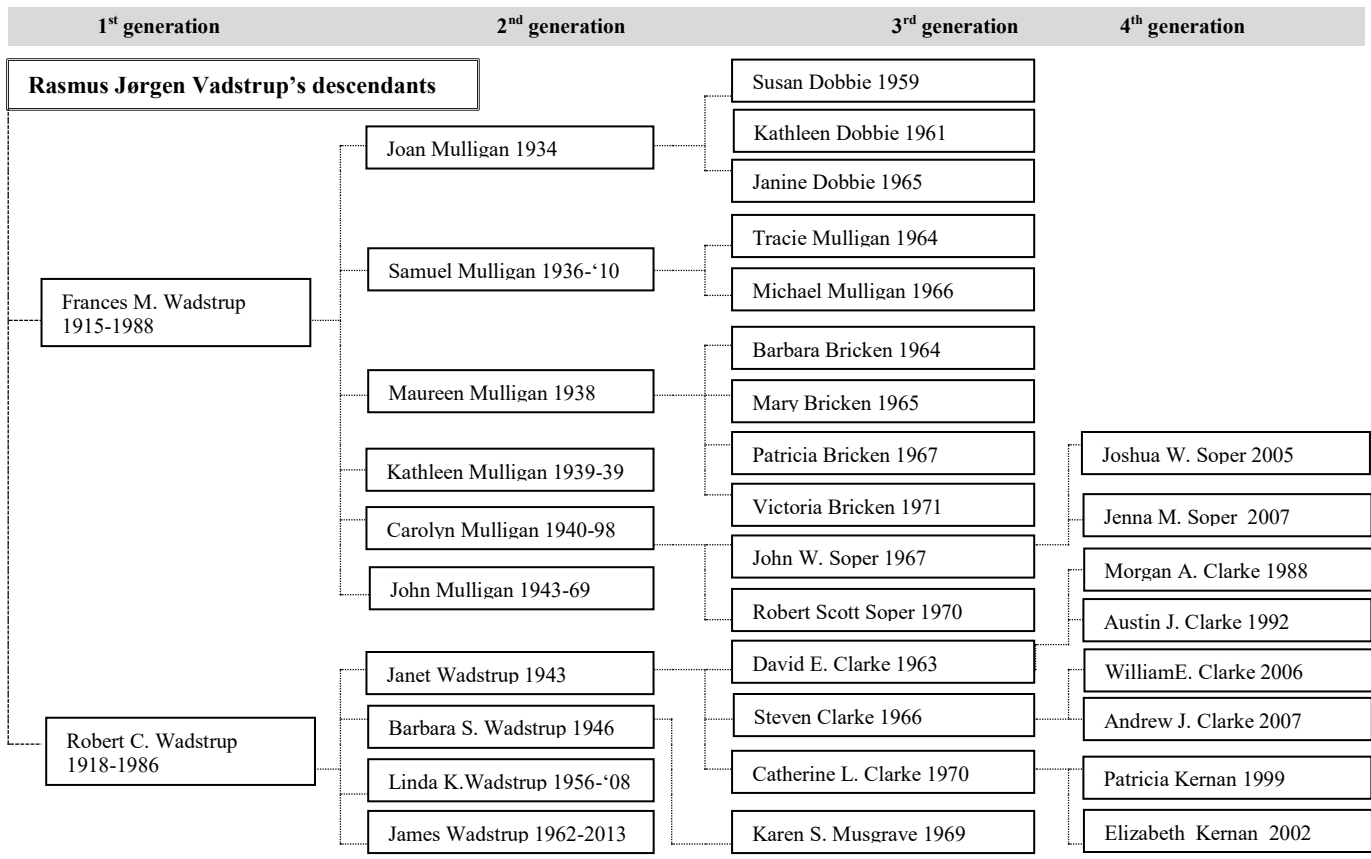 1st generation 2nd generation 3rd generation 4th generation
Rasmus Jørgen Vadstrup’s descendants
Frances M. Wadstrup
1915-1988
Robert C. Wadstrup
1918-1986
Joan Mulligan 1934
Samuel Mulligan 1936-‘10
Maureen Mulligan 1938
Kathleen Mulligan 1939-39
Carolyn Mulligan 1940-98
John Mulligan 1943-69
Janet Wadstrup 1943
Barbara S. Wadstrup 1946
Linda K.Wadstrup 1956-‘08
James Wadstrup 1962-2013
Susan Dobbie 1959
Kathleen Dobbie 1961
Janine Dobbie 1965
Tracie Mulligan 1964
Michael Mulligan 1966
Barbara Bricken 1964
Mary Bricken 1965
Patricia Bricken 1967
Victoria Bricken 1971
John W. Soper 1967
Robert Scott Soper 1970
David E. Clarke 1963
Steven Clarke 1966
Catherine L. Clarke 1970
Karen S. Musgrave 1969
Joshua W. Soper 2005
Jenna M. Soper 2007
Morgan A. Clarke 1988
Austin J. Clarke 1992
WilliamE. Clarke 2006
Andrew J. Clarke 2007
Patricia Kernan 1999
Elizabeth Kernan 2002